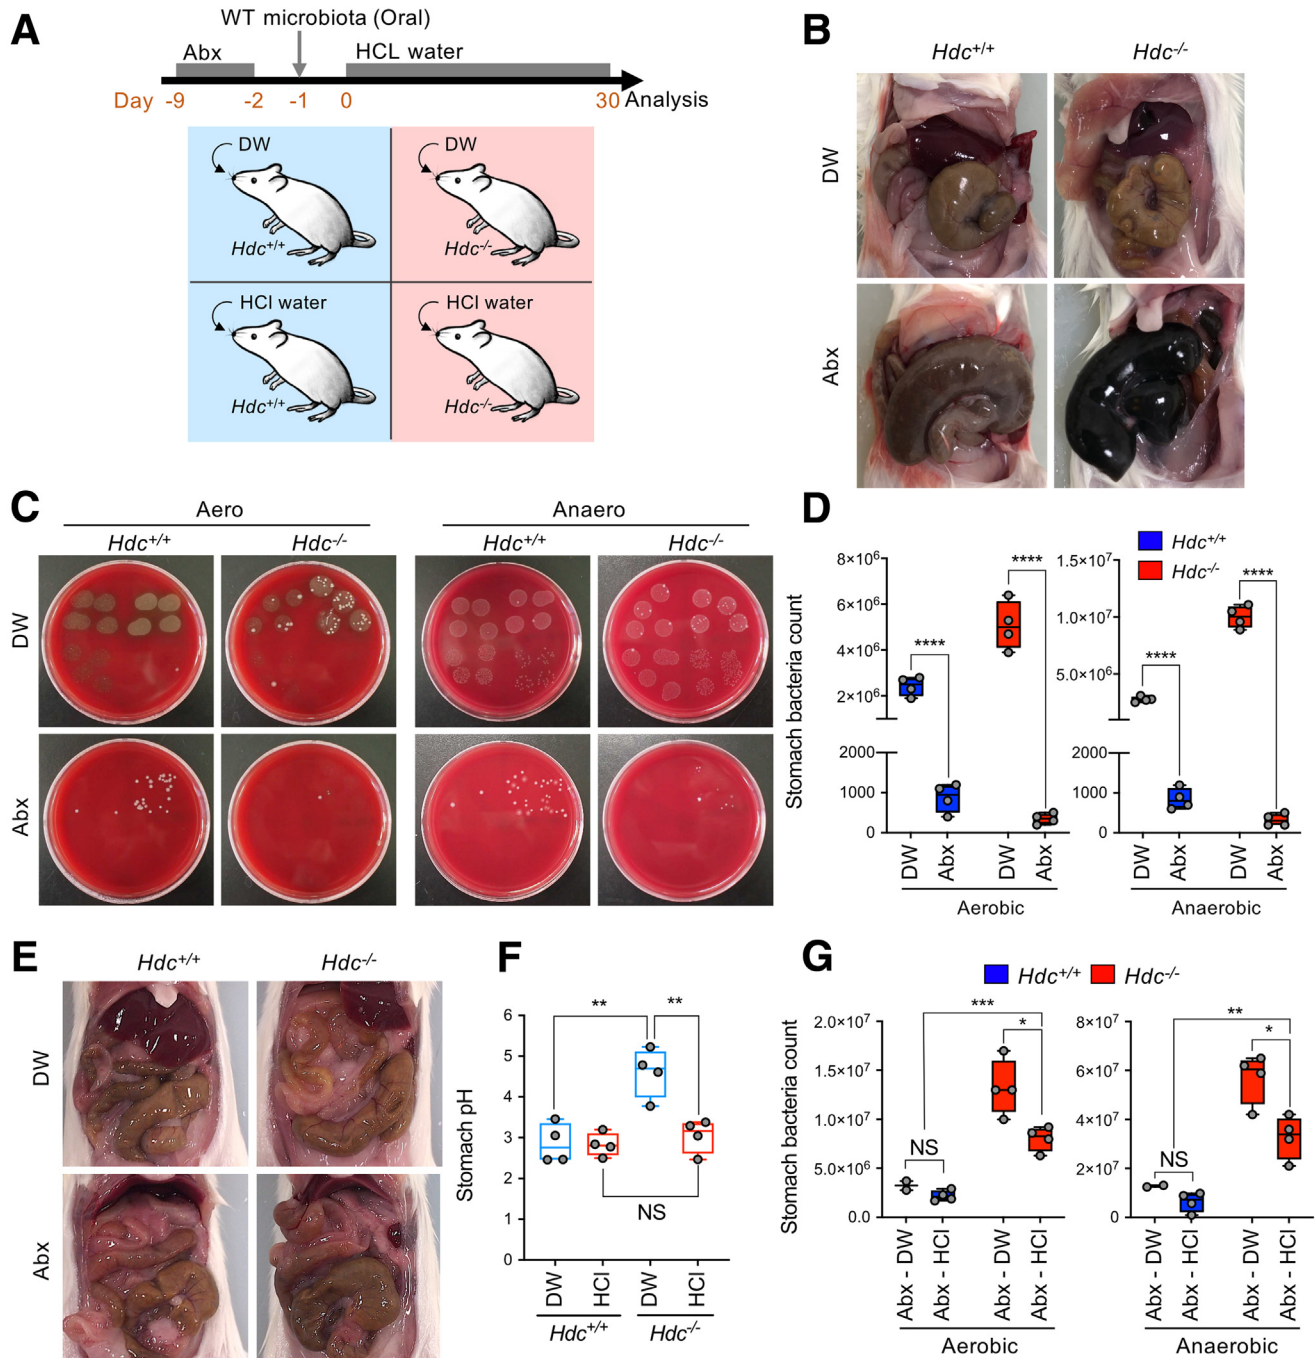 A
WT microbiota (Oral)
Abx
HCL water
Day -9 -2 -1 0 30 Analysis
DW
DW
Hdc+/+
Hdc-/-
HCl water
HCl water
Hdc+/+
Hdc-/-
B
Hdc+/+ Hdc-/-
DW
Abx
C
Aero Anaero
Hdc+/+ Hdc-/- Hdc+/+ Hdc-/-
DW
Abx
D
Hdc+/+
Hdc-/-
Stomach bacteria count
8×10⁶
6×10⁶
4×10⁶
2×10⁶
2000
1000
0
****
****
DW Abx DW Abx
Aerobic
1.5×10⁷
1.0×10⁷
5.0×10⁶
2000
1000
0
****
****
DW Abx DW Abx
Anaerobic
E
Hdc+/+ Hdc-/-
DW
Abx
F
Stomach pH
6
5
4
3
2
1
0
** **
NS
DW HCl DW HCl
Hdc+/+ Hdc-/-
G
Hdc+/+ Hdc-/-
Stomach bacteria count
2.0×10⁷
1.5×10⁷
1.0×10⁷
5.0×10⁶
0.0
***
*
NS
Abx - DW Abx - HCl Abx - DW Abx - HCl
Aerobic
8×10⁷
6×10⁷
4×10⁷
2×10⁷
0
**
*
NS
Abx - DW Abx - HCl Abx - DW Abx - HCl
Anaerobic